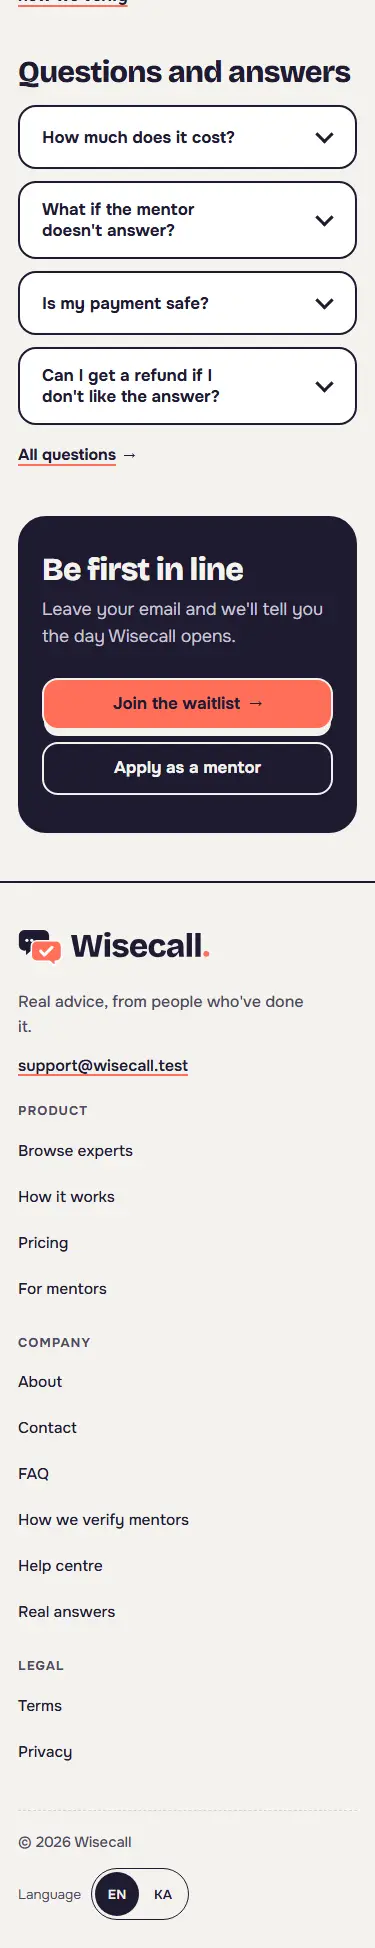 how we verify
Questions and answers
How much does it cost?
What if the mentor
doesn't answer?
Is my payment safe?
Can I get a refund if I
don't like the answer?
All questions →
Be first in line
Leave your email and we'll tell you
the day Wisecall opens.
Join the waitlist →
Apply as a mentor
Wisecall.
Real advice, from people who've done
it.
support@wisecall.test
PRODUCT
Browse experts
How it works
Pricing
For mentors
COMPANY
About
Contact
FAQ
How we verify mentors
Help centre
Real answers
LEGAL
Terms
Privacy
© 2026 Wisecall
Language EN KA